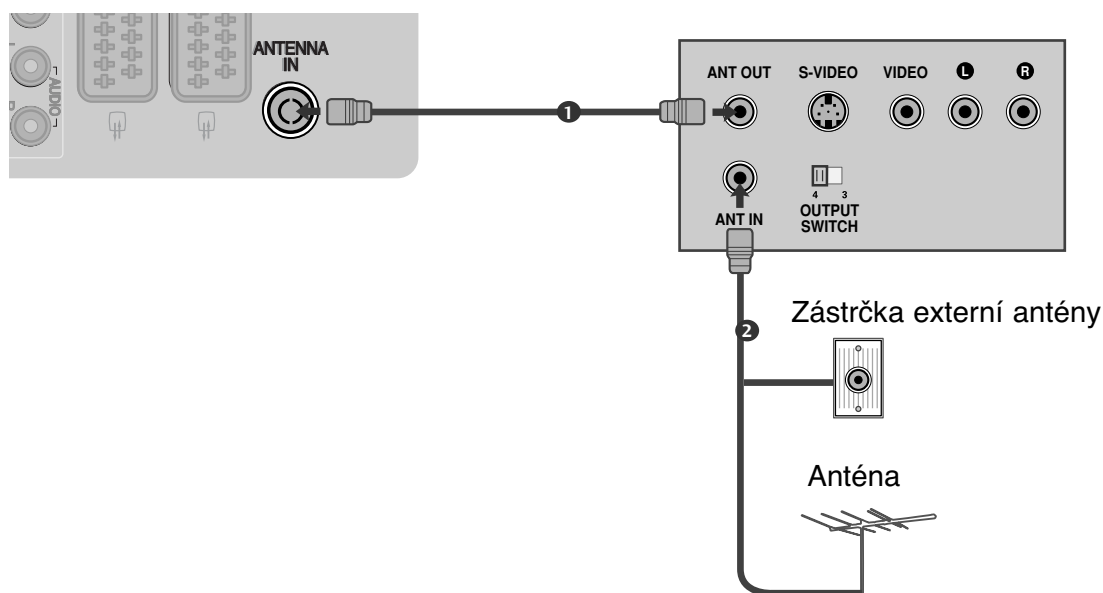 AUDIO
ANTENNA
IN
1
ANT OUT
S-VIDEO
VIDEO
L
R
4 3
ANT IN
OUTPUT
SWITCH
2
Zástrčka externí antény
Anténa